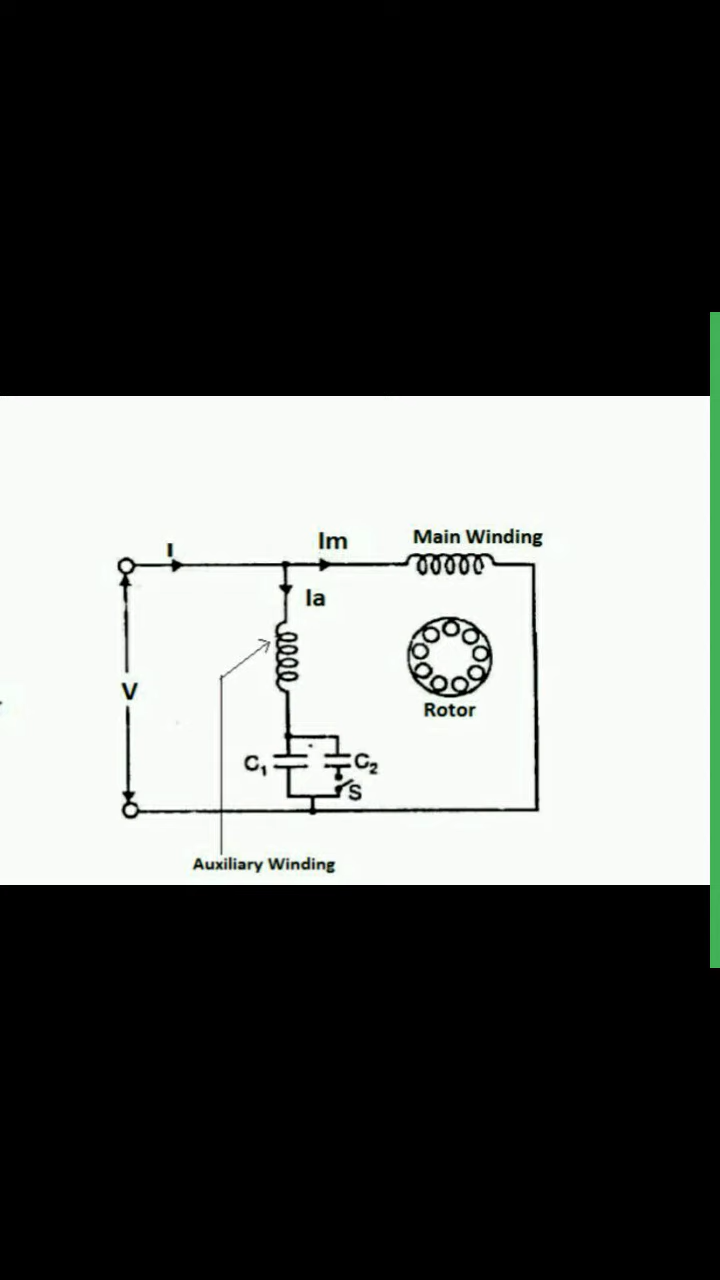 I
Im
Main Winding
Ia
V
Rotor
C₁
C₂
S
Auxiliary Winding